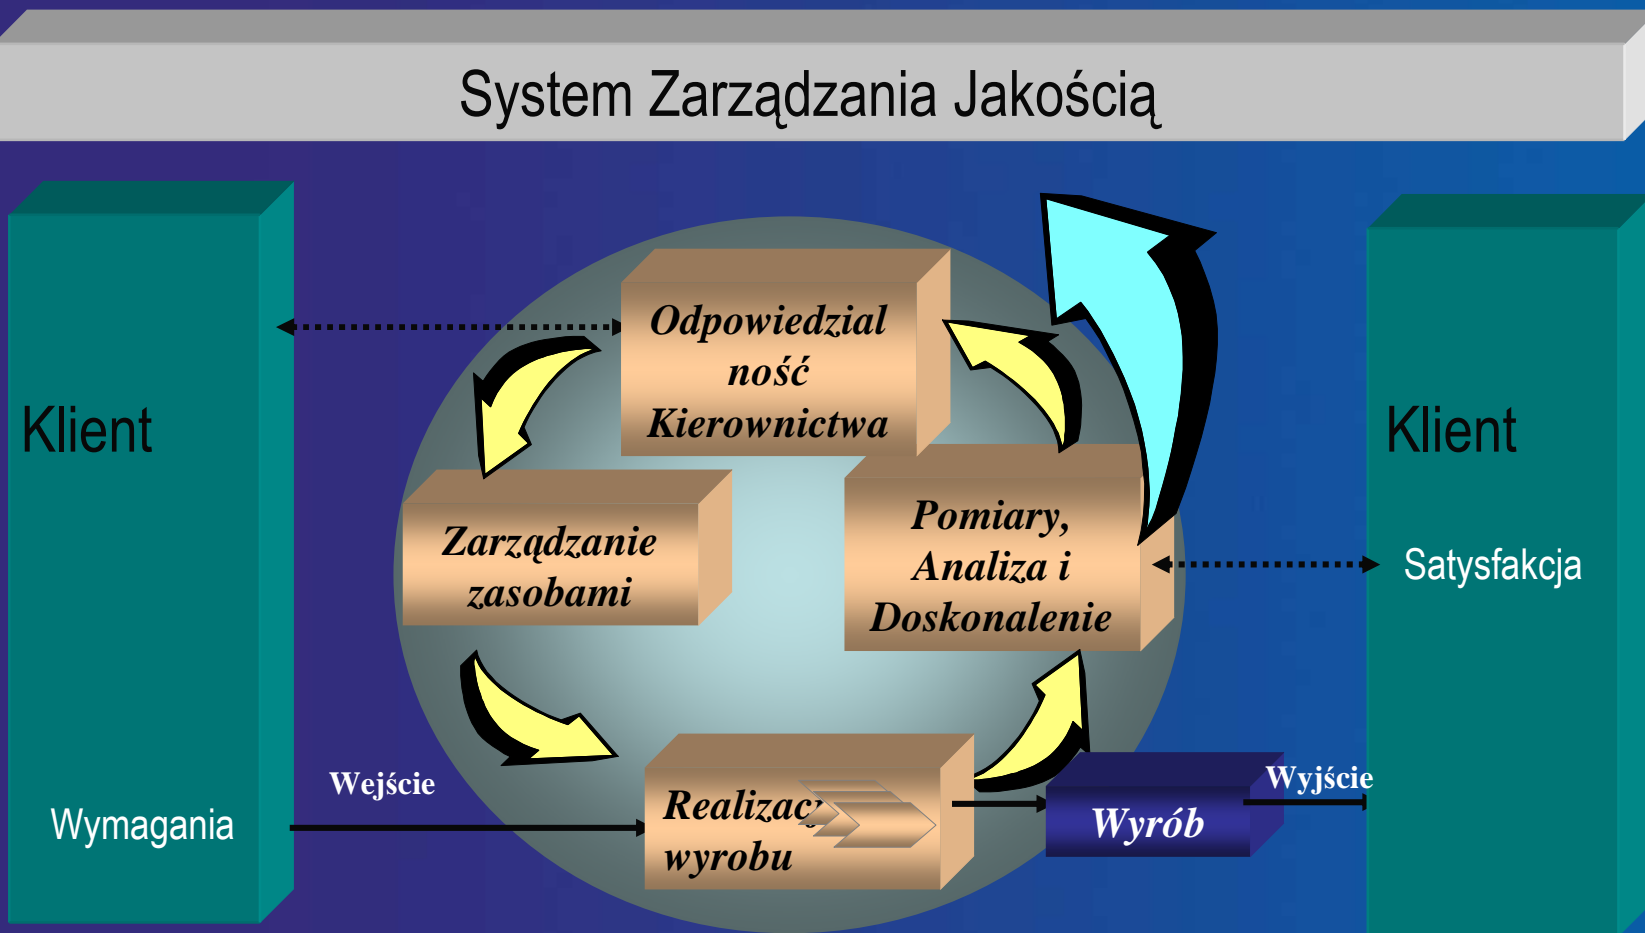 System Zarządzania Jakością
Odpowiedzial
ność
Kierownictwa
Klient
Klient
Zarządzanie
zasobami
Pomiary,
Analiza i
Doskonalenie
Satysfakcja
Wejście
Wymagania
Realizac
wyrobu
Wyrób
Wyjście